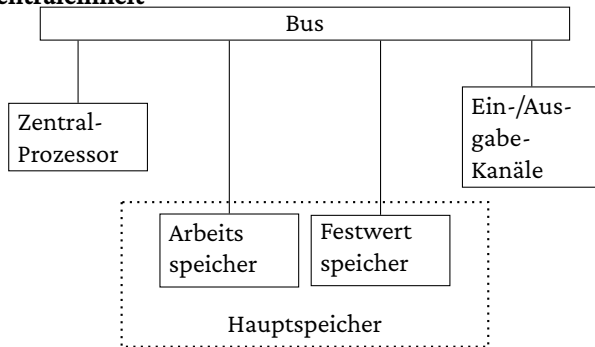 Bus
Zentral-
Prozessor
Ein-/Aus-
gabe-
Kanäle
Arbeits
speicher
Festwert
speicher
Hauptspeicher